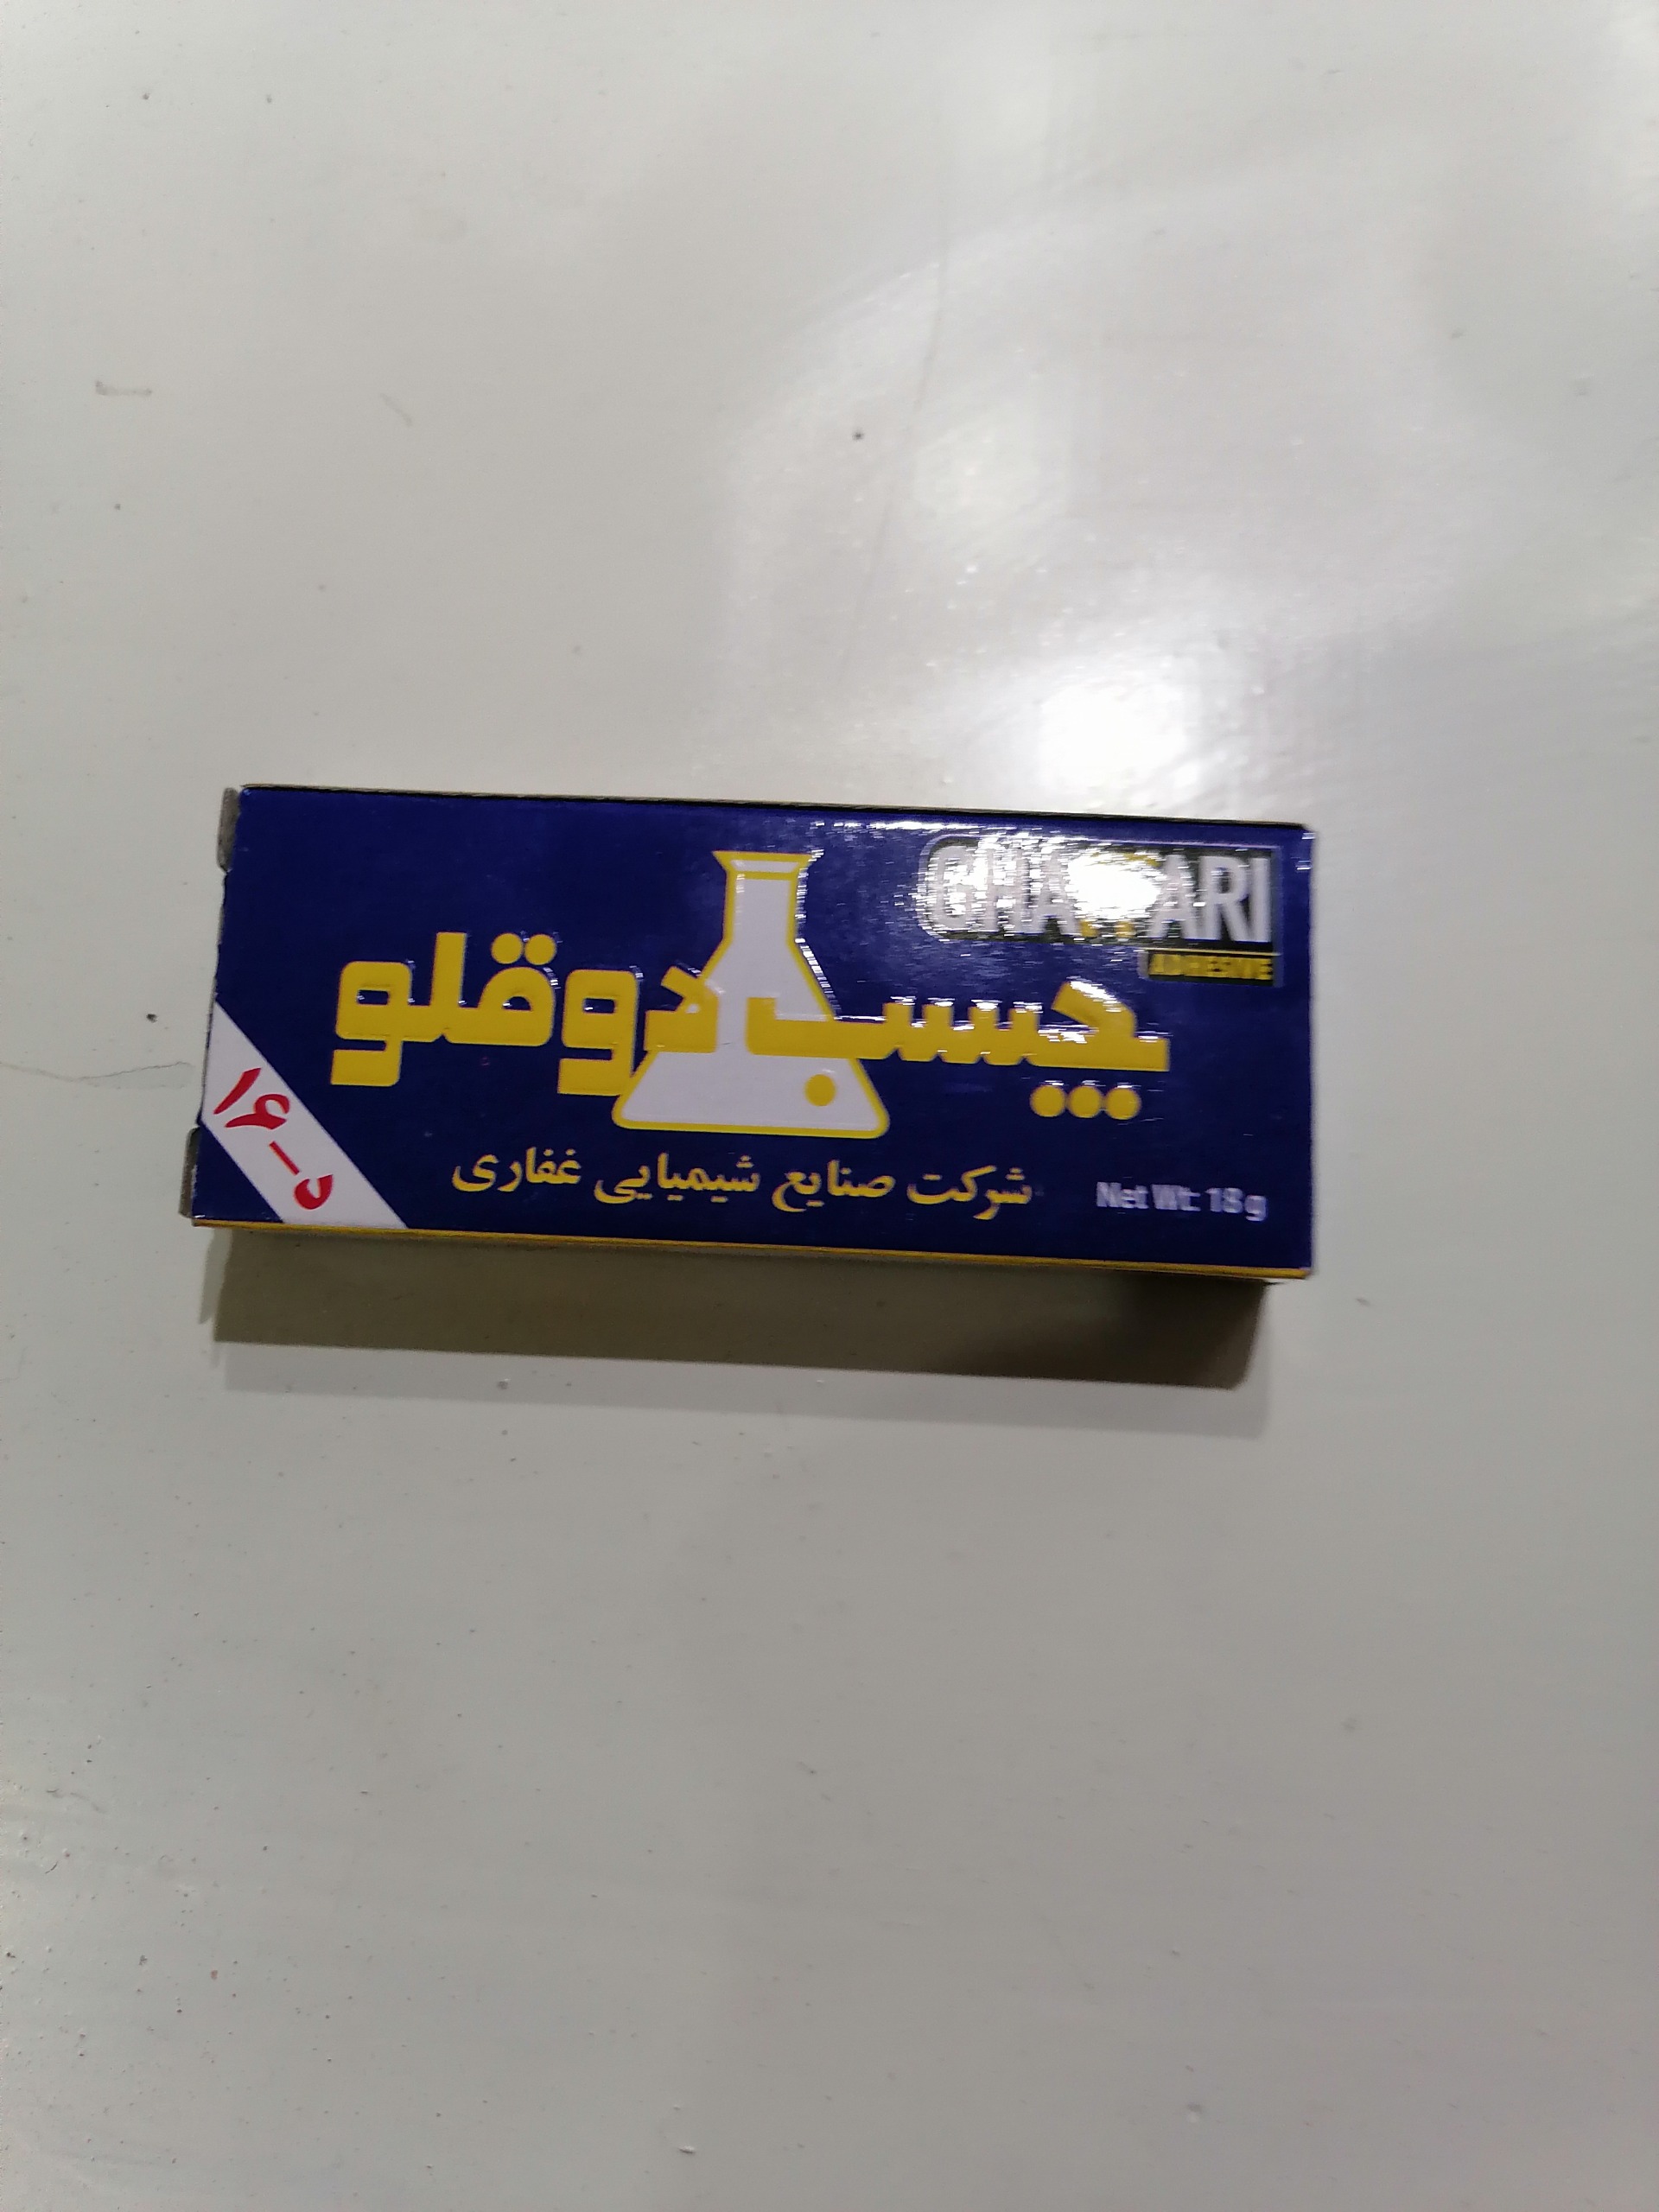 GHAFFARI
ADHESIVE
چسب دوقلو
شرکت صنایع شیمیایی غفاری
Net Wt: 18g
د-۱۶